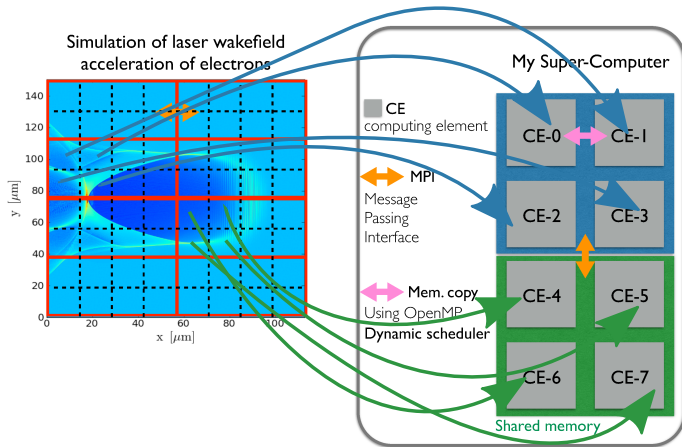 Simulation of laser wakefield
acceleration of electrons
140
120
100
80
60
40
20
0
y [μm]
0
20
40
60
80
100
x [μm]
My Super-Computer
CE
computing element
MPI
Message
Passing
Interface
Mem. copy
Using OpenMP
Dynamic scheduler
CE-0
CE-1
CE-2
CE-3
CE-4
CE-5
CE-6
CE-7
Shared memory